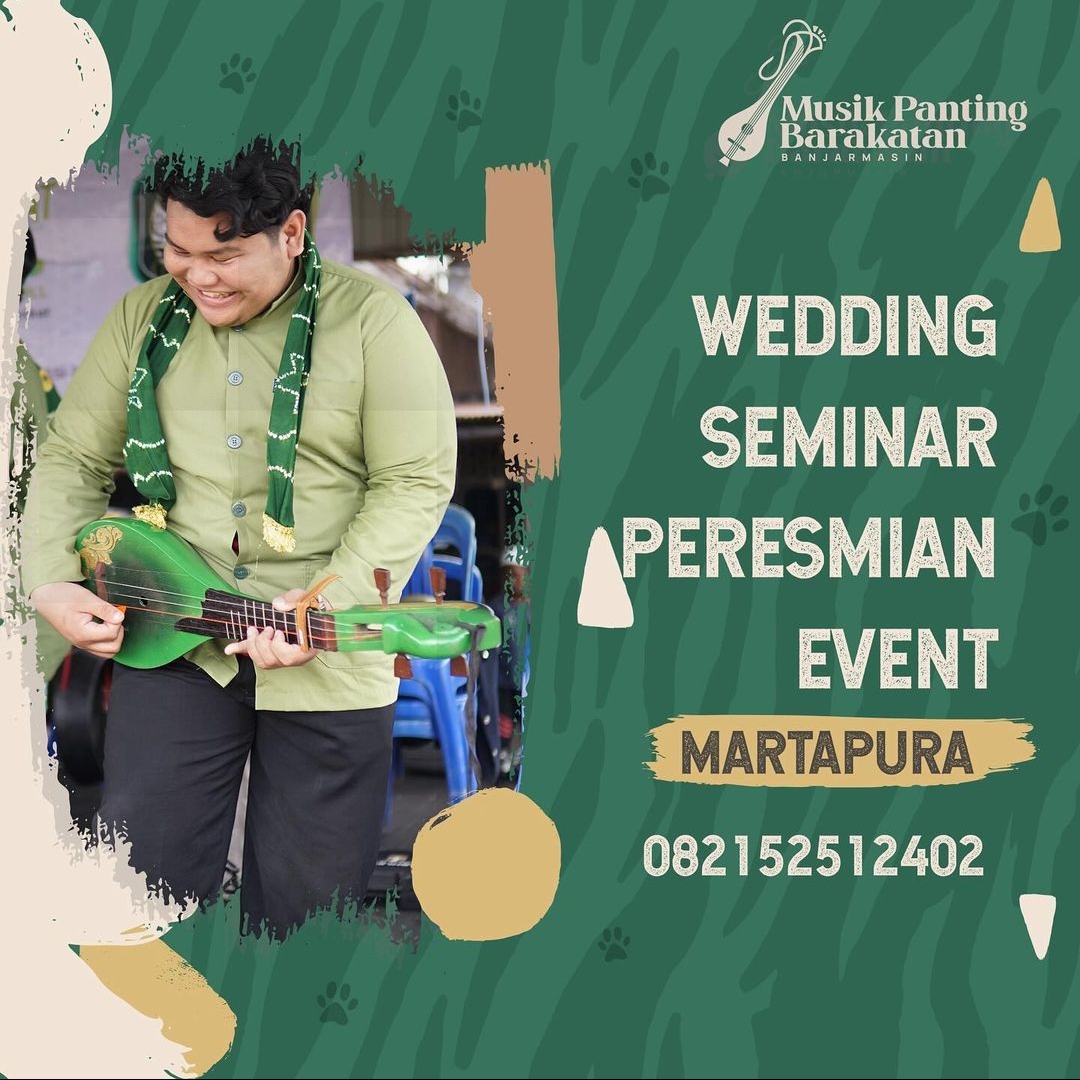 Musik Panting
Barakatan
BANJARMASIN
WEDDING
SEMINAR
PERESMIAN
EVENT
MARTAPURA
082152512402